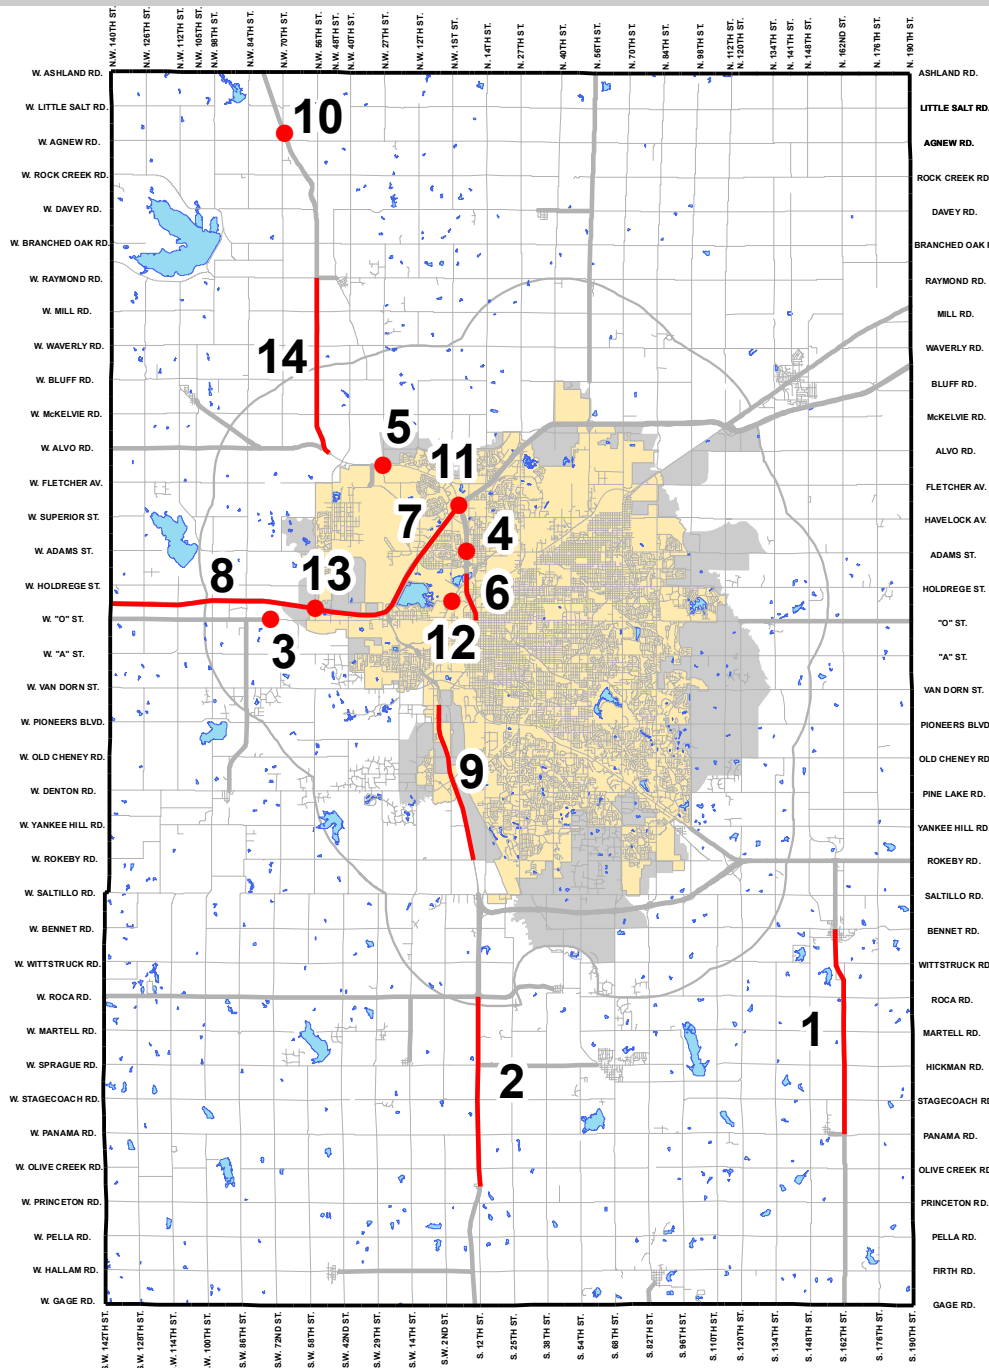 N.W. 140TH ST.
N.W. 126TH ST.
N.W. 112TH ST.
N.W. 105TH ST.
N.W. 98TH ST.
N.W. 84TH ST.
N.W. 70TH ST.
N.W. 56TH ST.
N.W. 48TH ST.
N.W. 40TH ST.
N.W. 27TH ST.
N.W. 12TH ST.
N.W. 1ST ST.
N. 14TH ST.
N. 27TH ST.
N. 40TH ST.
N. 56TH ST.
N. 70TH ST.
N. 84TH ST.
N. 98TH ST.
N. 112TH ST.
N. 120TH ST.
N. 134TH ST.
N. 141TH ST.
N. 148TH ST.
N. 162ND ST.
N. 176TH ST.
N. 190TH ST.
W. ASHLAND RD.
W. LITTLE SALT RD.
W. AGNEW RD.
W. ROCK CREEK RD.
W. DAVEY RD.
W. BRANCHED OAK RD.
W. RAYMOND RD.
W. MILL RD.
W. WAVERLY RD.
W. BLUFF RD.
W. McKELVIE RD.
W. ALVO RD.
W. FLETCHER AV.
W. SUPERIOR ST.
W. ADAMS ST.
W. HOLDREGE ST.
W. "O" ST.
W. "A" ST.
W. VAN DORN ST.
W. PIONEERS BLVD.
W. OLD CHENEY RD.
W. DENTON RD.
W. YANKEE HILL RD.
W. ROKEBY RD.
W. SALTILLO RD.
W. BENNET RD.
W. WITTSTRUCK RD.
W. ROCA RD.
W. MARTELL RD.
W. SPRAGUE RD.
W. STAGECOACH RD.
W. PANAMA RD.
W. OLIVE CREEK RD.
W. PRINCETON RD.
W. PELLA RD.
W. HALLAM RD.
W. GAGE RD.
10
14
5
11
7
4
8
13
6
3
12
9
1
2
ASHLAND RD.
LITTLE SALT RD.
AGNEW RD.
ROCK CREEK RD.
DAVEY RD.
BRANCHED OAK R
RAYMOND RD.
MILL RD.
WAVERLY RD.
BLUFF RD.
McKELVIE RD.
ALVO RD.
FLETCHER AV.
HAVELOCK AV.
ADAMS ST.
HOLDREGE ST.
"O" ST.
"A" ST.
VAN DORN ST.
PIONEERS BLVD
OLD CHENEY RD.
PINE LAKE RD.
YANKEE HILL RD.
ROKEBY RD.
SALTILLO RD.
BENNET RD.
WITTSTRUCK RD
ROCA RD.
MARTELL RD.
HICKMAN RD.
STAGECOACH RD
PANAMA RD.
OLIVE CREEK RD
PRINCETON RD.
PELLA RD.
FIRTH RD.
GAGE RD.
S.W. 142TH ST.
S.W. 128TH ST.
S.W. 114TH ST.
S.W. 100TH ST.
S.W. 86TH ST.
S.W. 72ND ST.
S.W. 58TH ST.
S.W. 42ND ST.
S.W. 29TH ST.
S.W. 14TH ST.
S.W. 2ND ST.
S. 12TH ST.
S. 25TH ST.
S. 38TH ST.
S. 54TH ST.
S. 68TH ST.
S. 82TH ST.
S. 96TH ST.
S. 110TH ST.
S. 120TH ST.
S. 134TH ST.
S. 148TH ST.
S. 162TH ST.
S. 176TH ST.
S. 190TH ST.